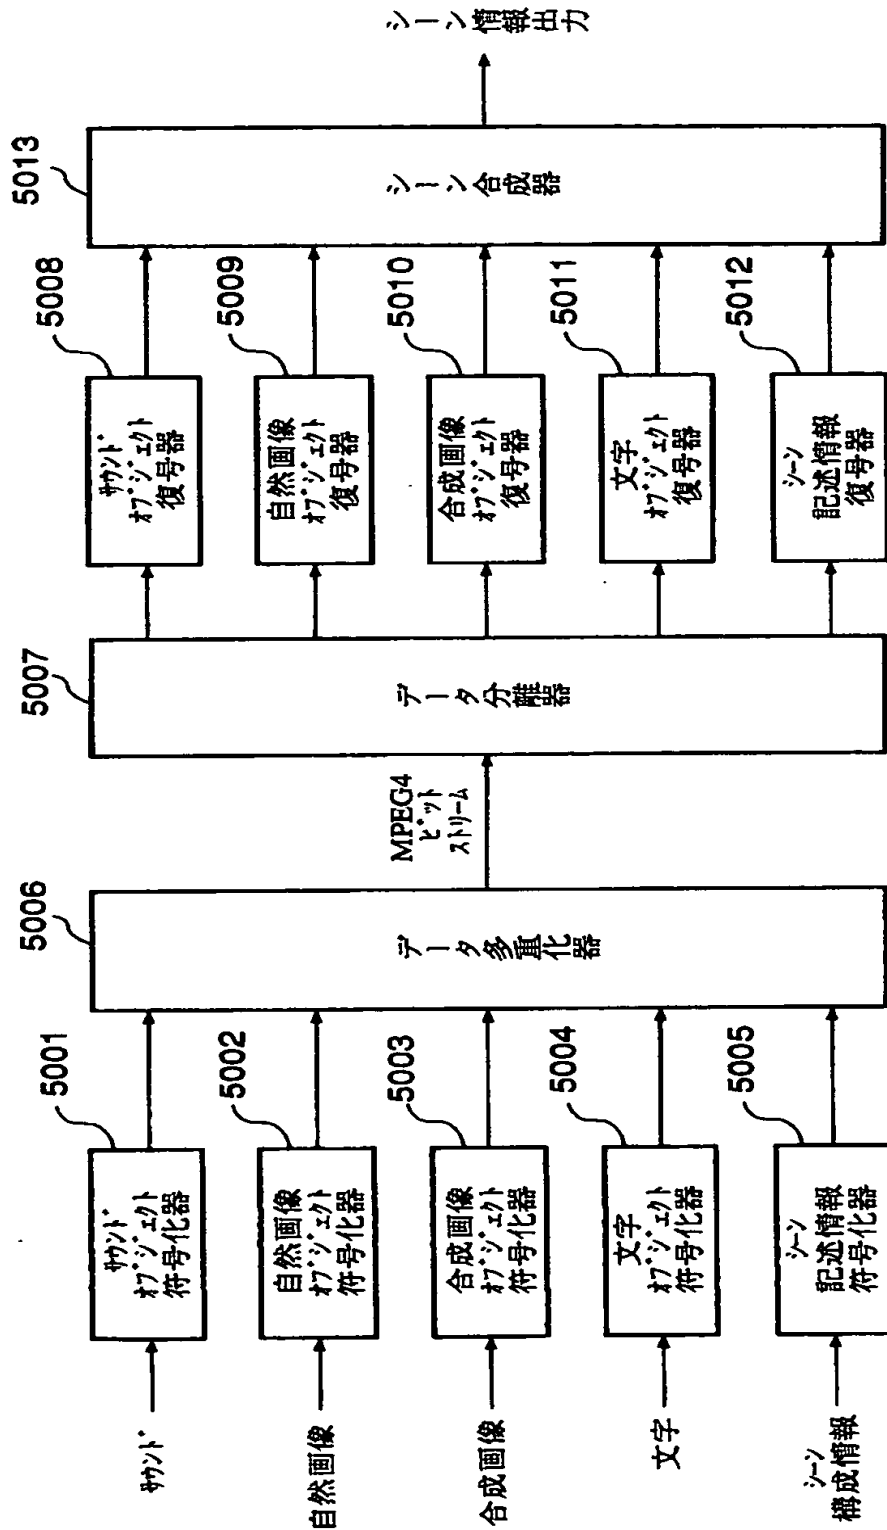 サウンド
自然画像
合成画像
文字
シーン
構成情報
5001
サウンド
オブジェクト
符号化器
5002
自然画像
オブジェクト
符号化器
5003
合成画像
オブジェクト
符号化器
5004
文字
オブジェクト
符号化器
5005
シーン
記述情報
符号化器
5006
データ多重化器
MPEG4
ビット
ストリーム
5007
データ分離器
5008
サウンド
オブジェクト
復号器
5009
自然画像
オブジェクト
復号器
5010
合成画像
オブジェクト
復号器
5011
文字
オブジェクト
復号器
5012
シーン
記述情報
復号器
5013
シーン合成器
シーン情報出力